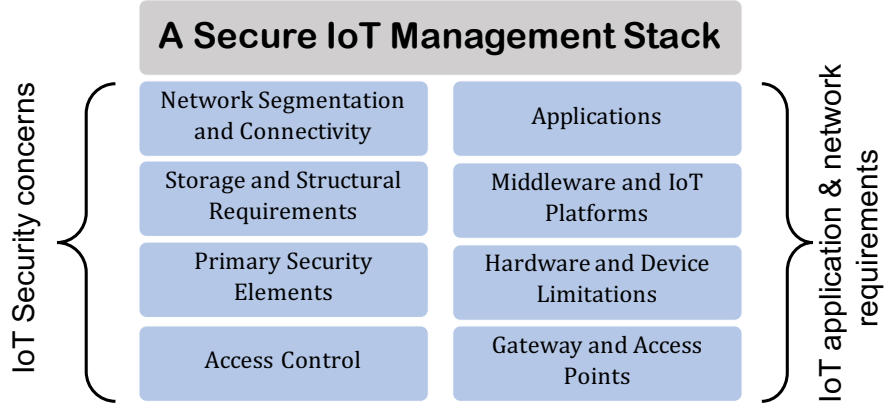 A Secure IoT Management Stack
IoT Security concerns
Network Segmentation
and Connectivity
Storage and Structural
Requirements
Primary Security
Elements
Access Control
Applications
Middleware and IoT
Platforms
Hardware and Device
Limitations
Gateway and Access
Points
IoT application & network
requirements